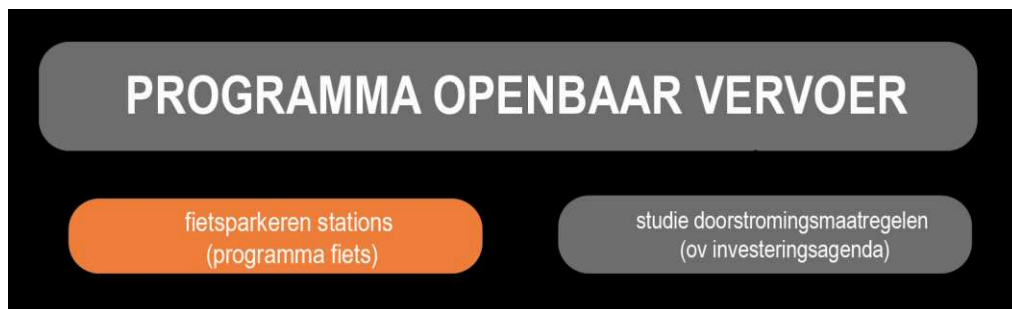 PROGRAMMA OPENBAAR VERVOER
fietsparkeren stations
(programma fiets)
studie doorstromingsmaatregelen
(ov investeringsagenda)